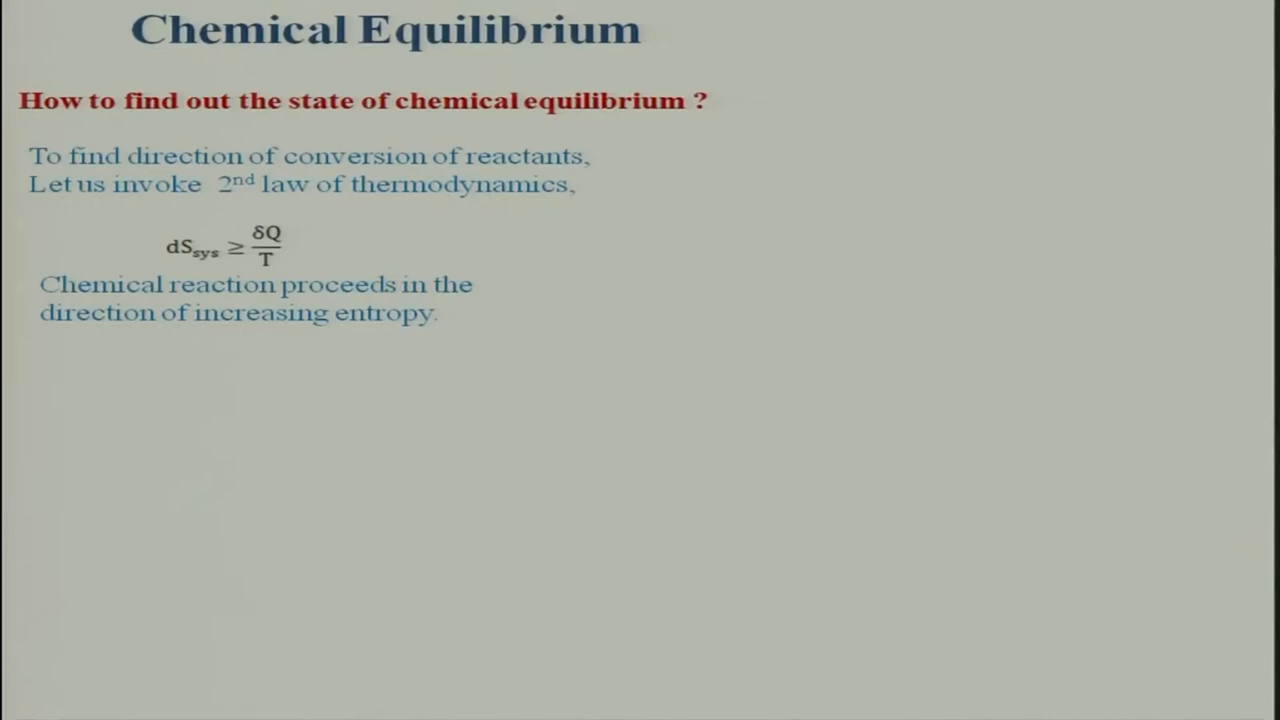 Chemical Equilibrium
How to find out the state of chemical equilibrium ?
To find direction of conversion of reactants,
Let us invoke 2nd law of thermodynamics,
dSsys ≥ δQ/T
Chemical reaction proceeds in the
direction of increasing entropy.